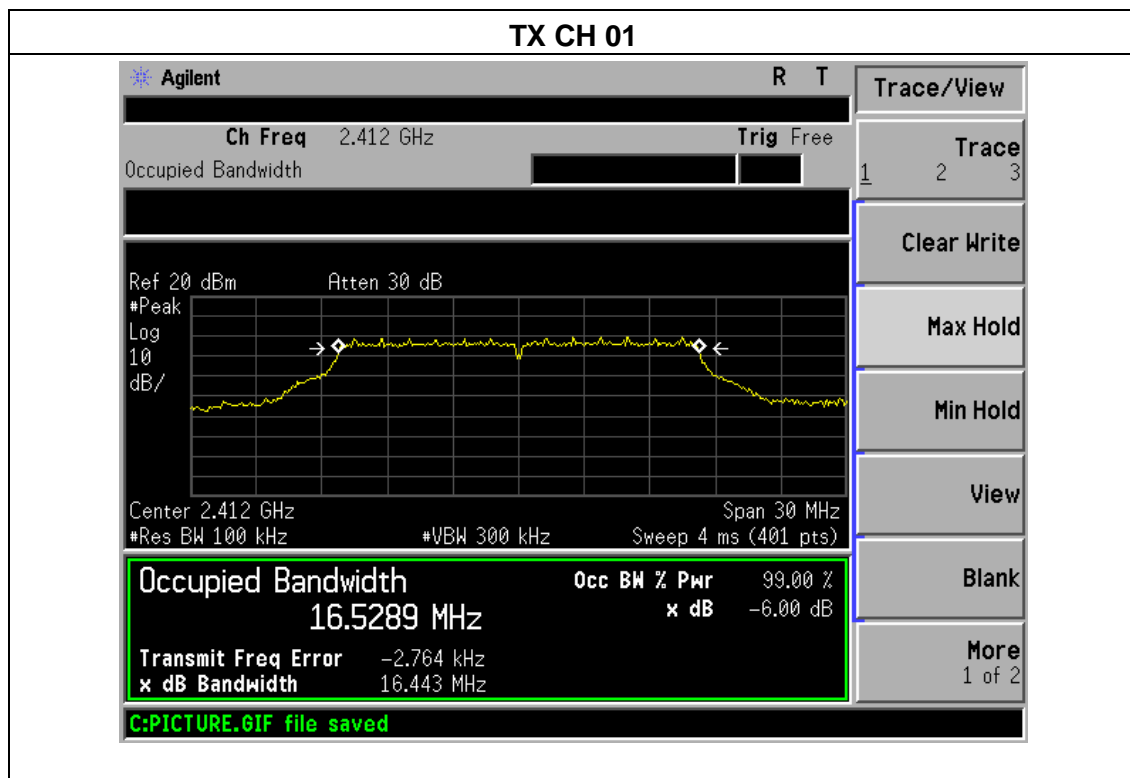 TX CH 01
Agilent R T
Trace/View
Ch Freq 2.412 GHz Trig Free
Occupied Bandwidth
Trace
1 2 3
Clear Write
Ref 20 dBm Atten 30 dB
#Peak
Log
10
dB/
Max Hold
Min Hold
View
Center 2.412 GHz Span 30 MHz
#Res BW 100 kHz #VBW 300 kHz Sweep 4 ms (401 pts)
Occupied Bandwidth Occ BW % Pwr 99.00 %
16.5289 MHz x dB -6.00 dB
Blank
Transmit Freq Error -2.764 kHz
x dB Bandwidth 16.443 MHz
More
1 of 2
C:PICTURE.GIF file saved